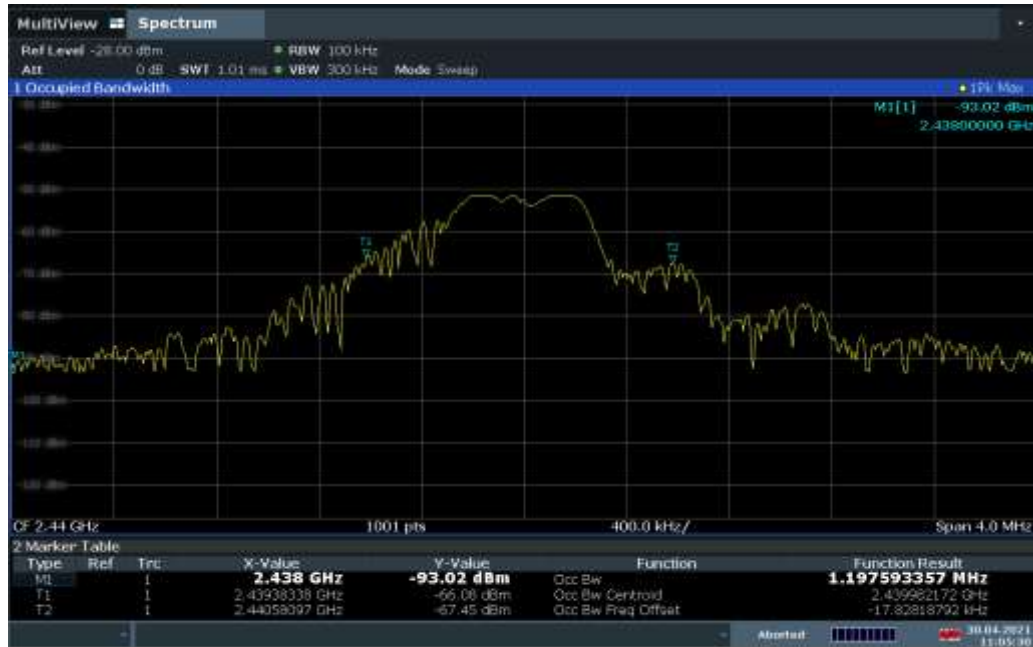 MultiView Spectrum
Ref Level -28.00 dBm RBW 100 kHz
Att 0 dB SWT 1.01 ms VBW 300 kHz Mode Sweep
1 Occupied Bandwidth 1Pk Max
M1[1] -93.02 dBm
2.43800000 GHz
T1
T2
M1
CF 2.44 GHz 1001 pts 400.0 kHz/ Span 4.0 MHz
2 Marker Table
Type Ref Trc X-Value Y-Value Function Function Result
M1 1 2.438 GHz -93.02 dBm Occ Bw 1.197593357 MHz
T1 1 2.43938338 GHz -66.08 dBm Occ Bw Centroid 2.439982172 GHz
T2 1 2.44058097 GHz -67.45 dBm Occ Bw Freq Offset -17.82818792 kHz
Aborted 30.04.2021
11:05:30